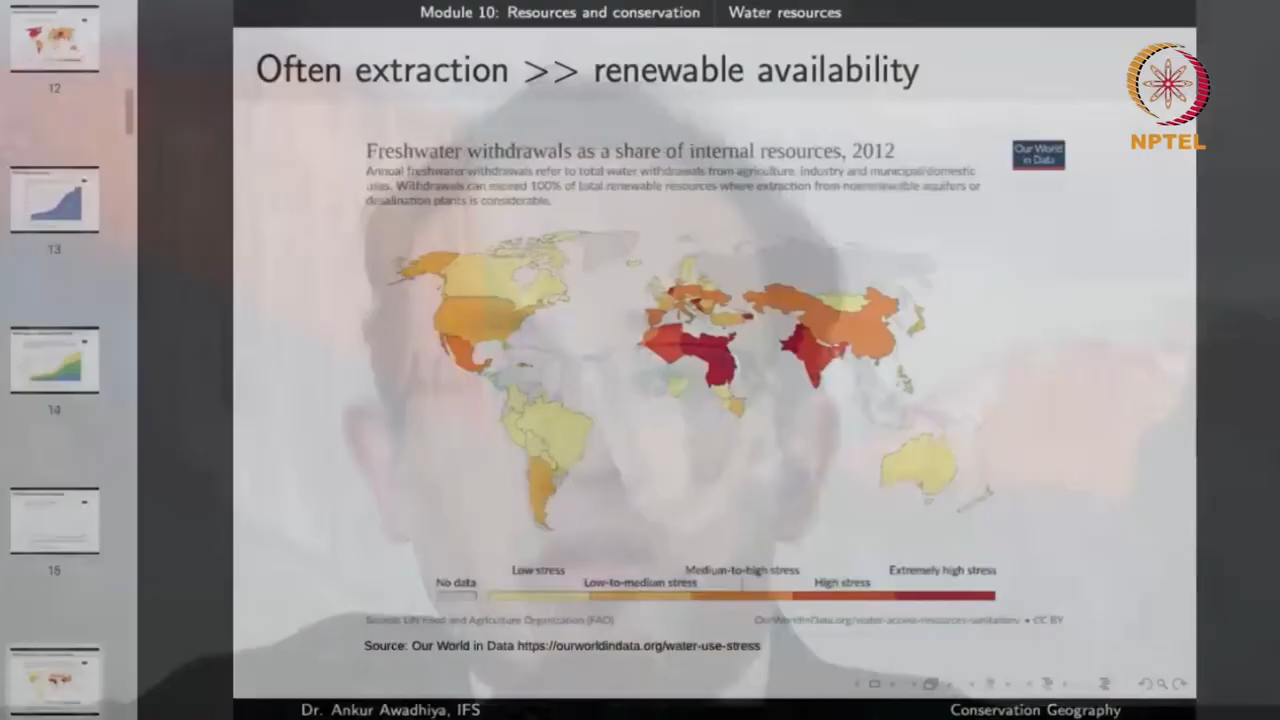 Module 10: Resources and conservation Water resources
Often extraction >> renewable availability
NPTEL
Freshwater withdrawals as a share of internal resources, 2012
Our World
in Data
Annual freshwater withdrawals refer to total water withdrawals from agriculture, industry and municipal/domestic
uses. Withdrawals can exceed 100% of total renewable resources where extraction from nonrenewable aquifers or
desalination plants is considerable.
12
13
14
15
Low stress
Medium-to-high stress
Extremely high stress
No data
Low-to-medium stress
High stress
Source: UN Food and Agriculture Organization (FAO)
OurWorldInData.org/water-access-resources-sanitation/ • CC BY
Source: Our World in Data https://ourworldindata.org/water-use-stress
Dr. Ankur Awadhiya, IFS
Conservation Geography